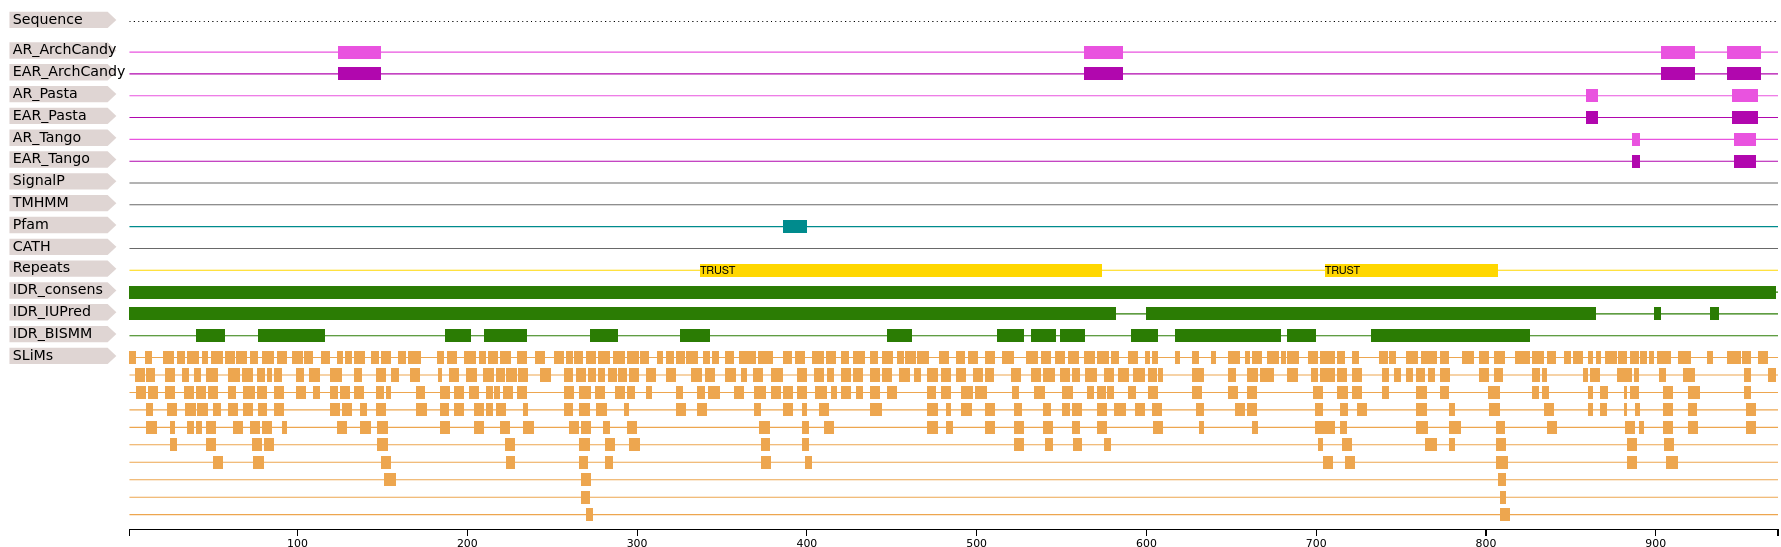 Sequence
AR_ArchCandy
EAR_ArchCandy
AR_Pasta
EAR_Pasta
AR_Tango
EAR_Tango
SignalP
TMHMM
Pfam
CATH
Repeats TRUST TRUST
IDR_consens
IDR_IUPred
IDR_BISMM
SLiMs
100 200 300 400 500 600 700 800 900